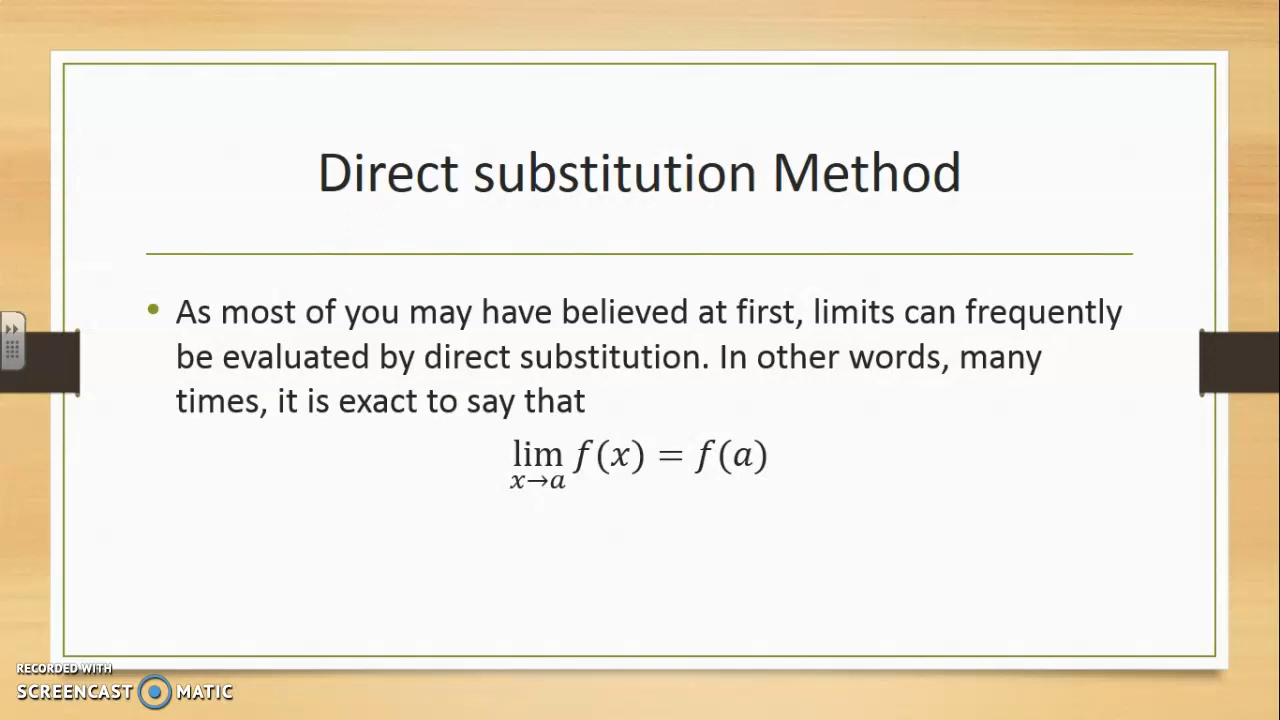 Direct substitution Method
• As most of you may have believed at first, limits can frequently
be evaluated by direct substitution. In other words, many
times, it is exact to say that
lim f(x) = f(a)
x→a
RECORDED WITH
SCREENCAST MATIC